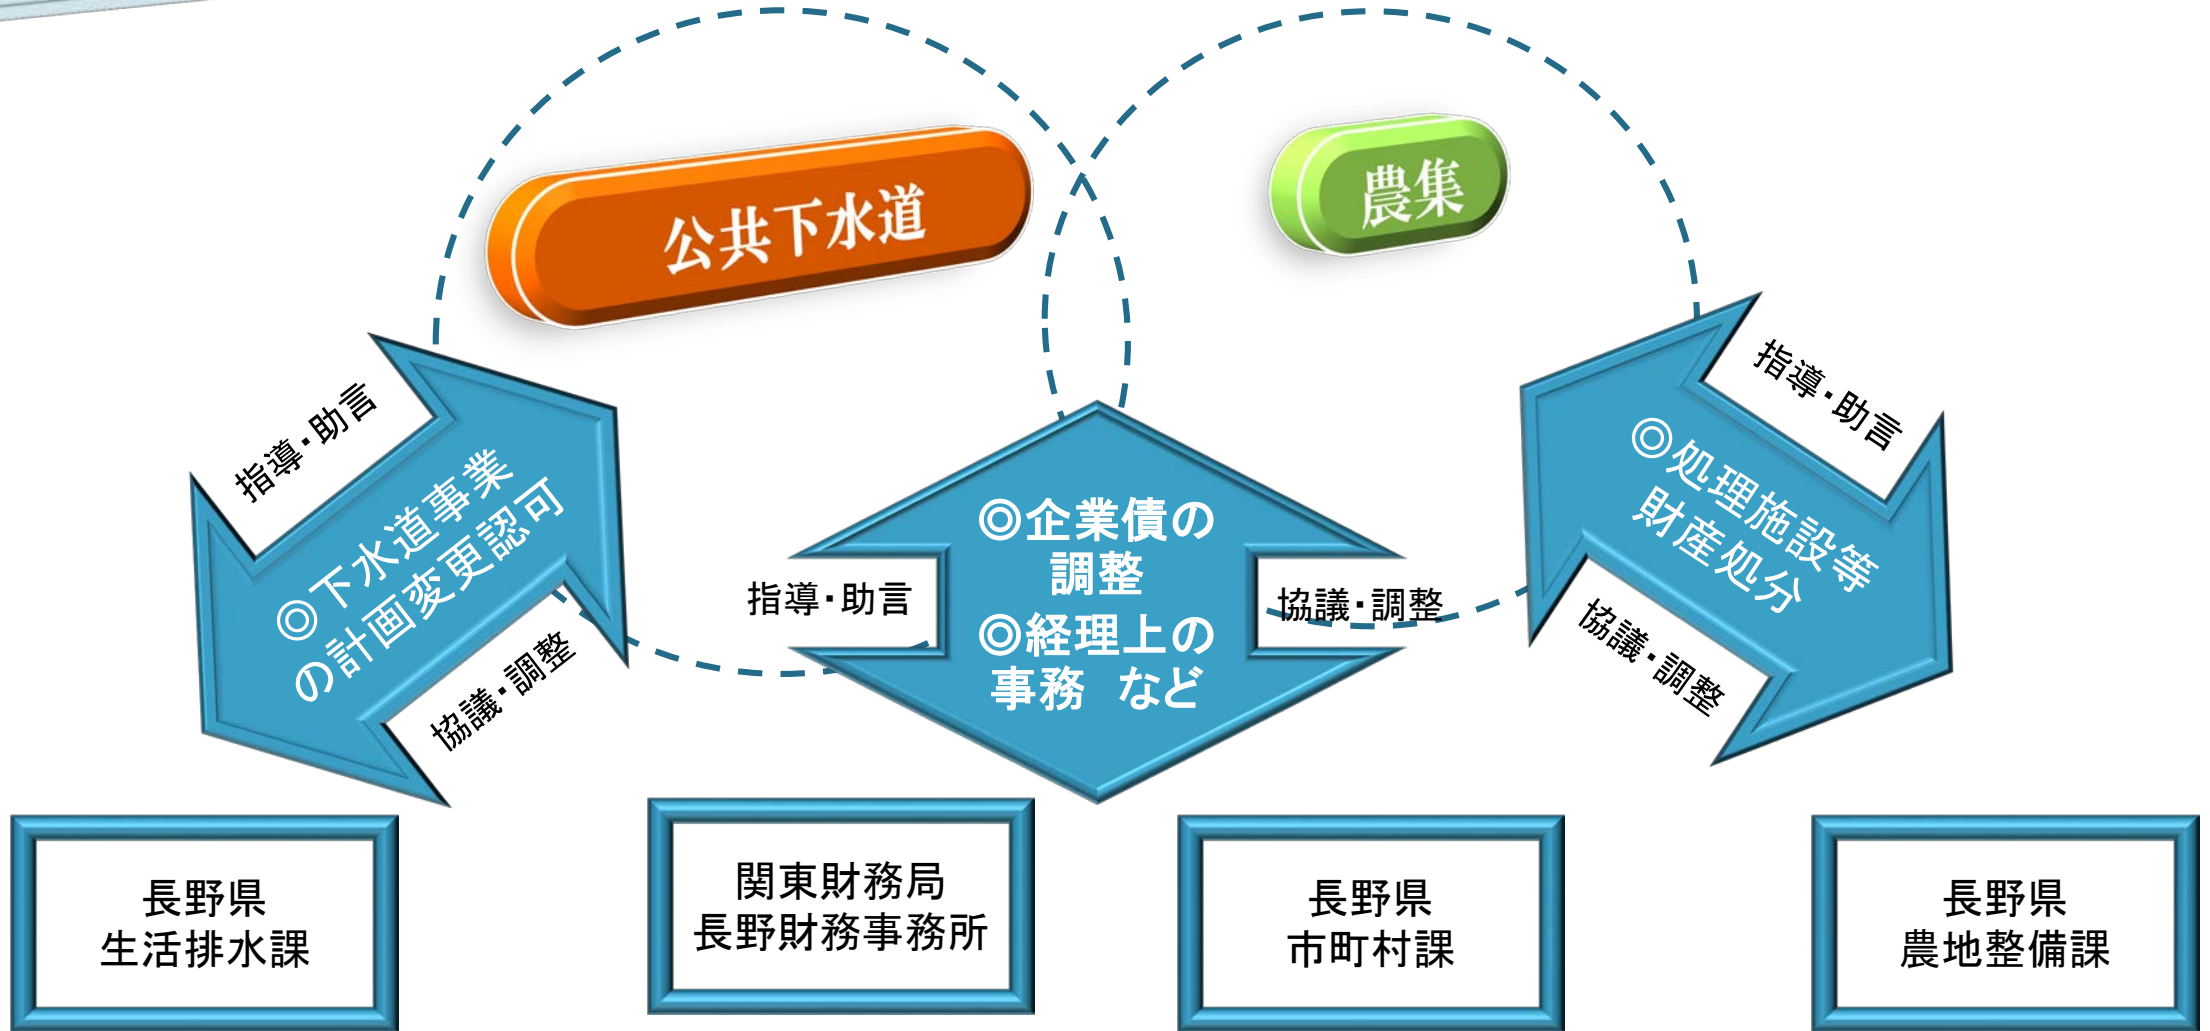 公共下水道
農集
指導・助言
◎下水道事業
の計画変更認可
協議・調整
指導・助言
◎企業債の
調整
◎経理上の
事務　など
協議・調整
指導・助言
◎処理施設等
財産処分
協議・調整
長野県
生活排水課
関東財務局
長野財務事務所
長野県
市町村課
長野県
農地整備課